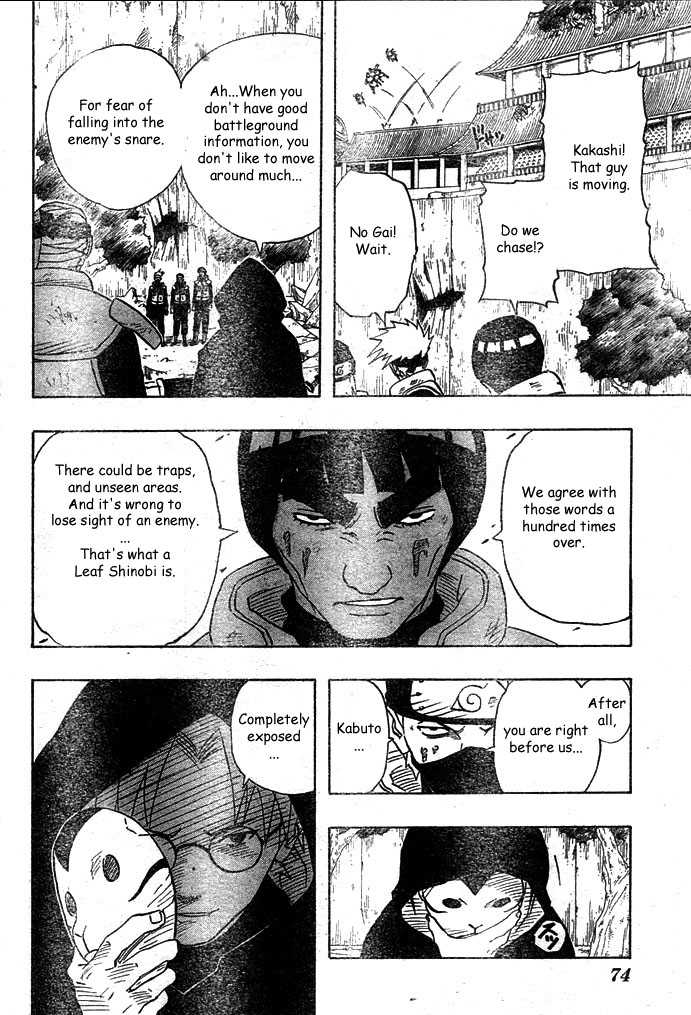 Kakashi!
That guy
is moving.
Do we
chase!?
No Gai!
Wait.
Ah...When you
don't have good
battleground
information, you
don't like to move
around much...
For fear of
falling into the
enemy's snare.
We agree with
those words a
hundred times
over.
There could be traps,
and unseen areas.
And it's wrong to
lose sight of an enemy.
...
That's what a
Leaf Shinobi is.
After
all,
you are right
before us...
Kabuto
...
スッ
Completely
exposed
...
74